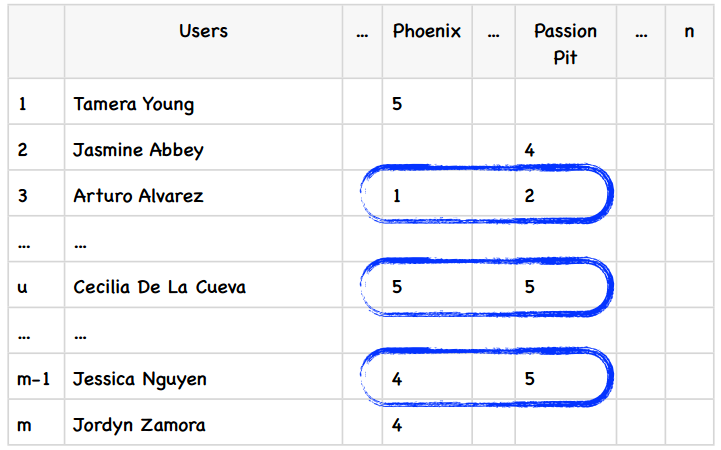 Users ... Phoenix ... Passion Pit ... n
1 Tamera Young 5
2 Jasmine Abbey 4
3 Arturo Alvarez 1 2
... ...
u Cecilia De La Cueva 5 5
... ...
m-1 Jessica Nguyen 4 5
m Jordyn Zamora 4